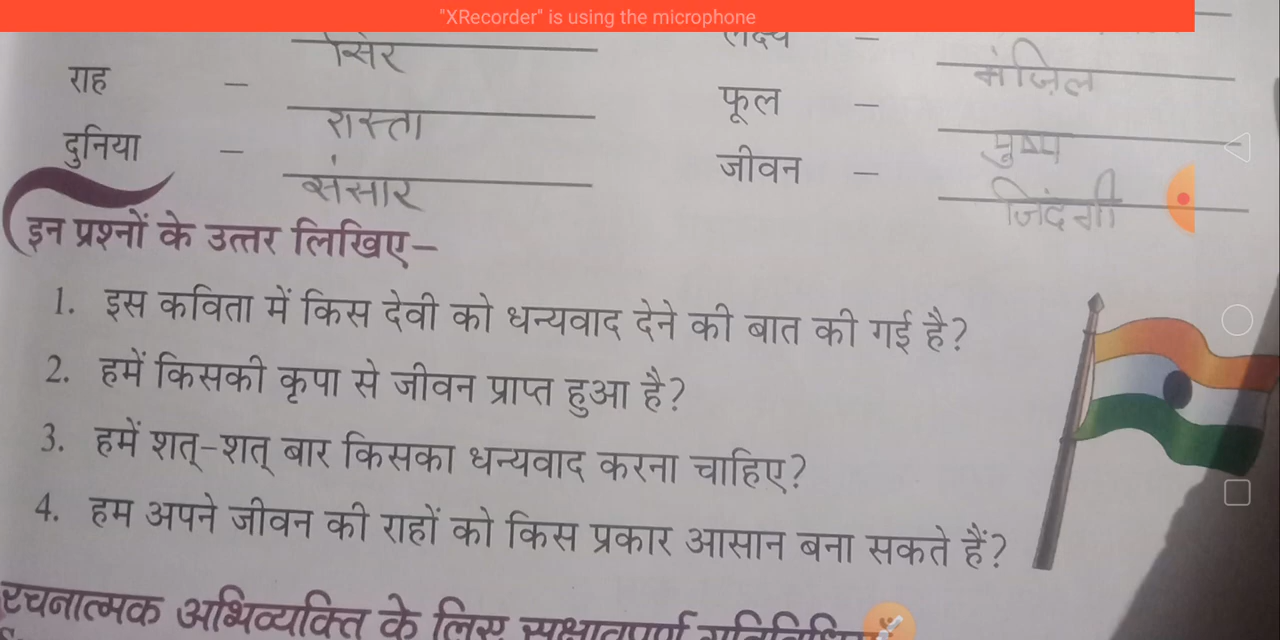 "XRecorder" is using the microphone
सिर
लक्ष्य –
राह –
मंज़िल
रास्ता
फूल –
दुनिया –
पुष्प
संसार
जीवन –
जिंदगी
इन प्रश्नों के उत्तर लिखिए–
1. इस कविता में किस देवी को धन्यवाद देने की बात की गई है?
2. हमें किसकी कृपा से जीवन प्राप्त हुआ है?
3. हमें शत्-शत् बार किसका धन्यवाद करना चाहिए?
4. हम अपने जीवन की राहों को किस प्रकार आसान बना सकते हैं?
रचनात्मक अभिव्यक्ति के लिए